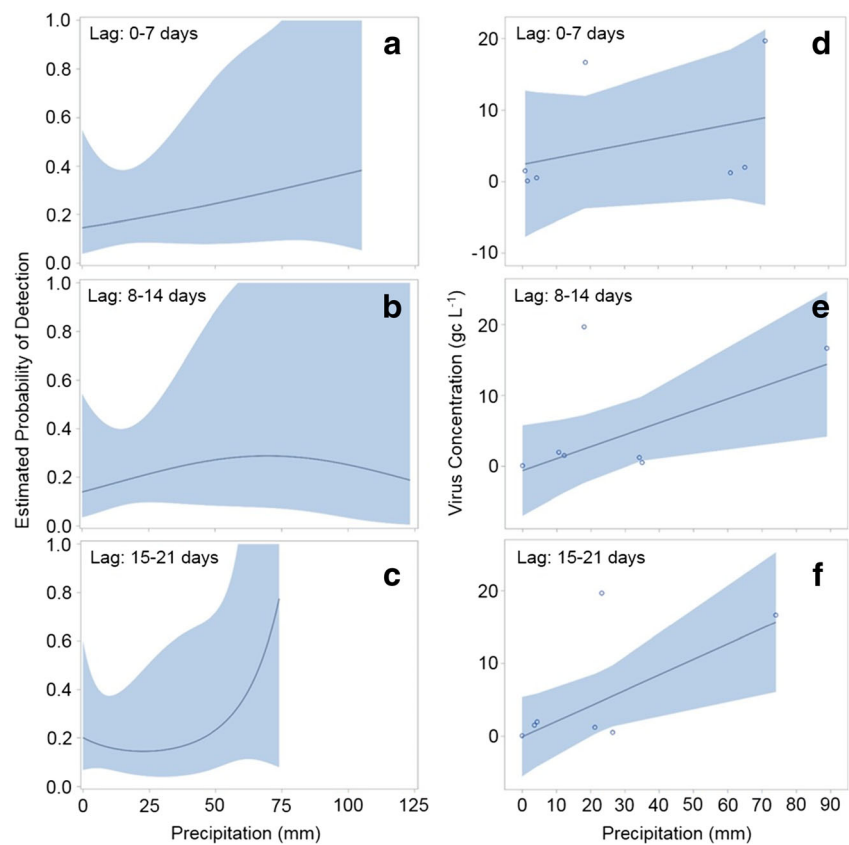 Lag: 0-7 days
a
1.0
0.8
0.6
0.4
0.2
0.0
Lag: 8-14 days
b
1.0
0.8
0.6
0.4
0.2
0.0
Lag: 15-21 days
c
1.0
0.8
0.6
0.4
0.2
0.0
0 25 50 75 100 125
Precipitation (mm)
Estimated Probability of Detection
Lag: 0-7 days
d
20
10
0
-10
Lag: 8-14 days
e
20
10
0
Lag: 15-21 days
f
20
10
0
0 10 20 30 40 50 60 70 80 90
Precipitation (mm)
Virus Concentration (gc L⁻¹)